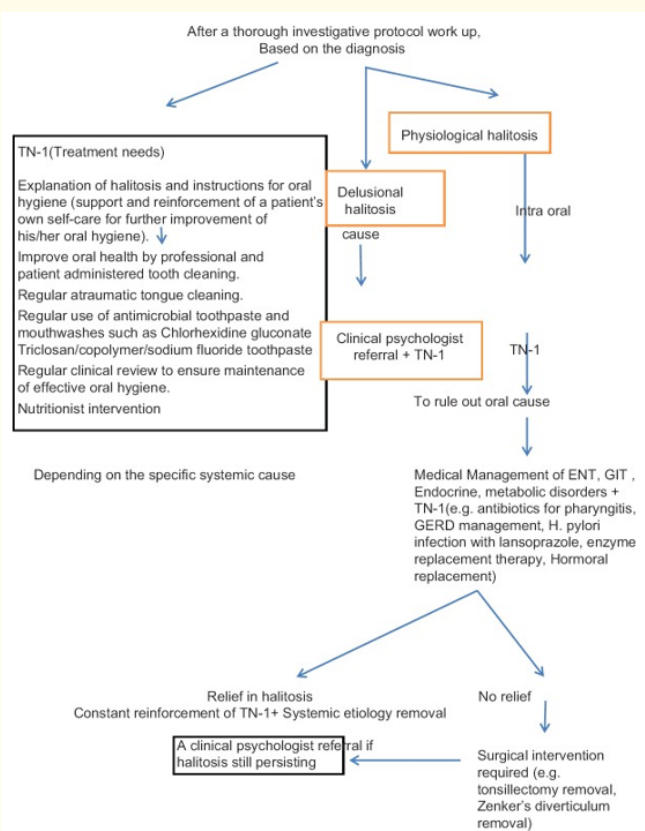 After a thorough investigative protocol work up,
Based on the diagnosis
TN-1(Treatment needs)
Explanation of halitosis and instructions for oral
hygiene (support and reinforcement of a patient's
own self-care for further improvement of
his/her oral hygiene).
Improve oral health by professional and
patient administered tooth cleaning.
Regular atraumatic tongue cleaning.
Regular use of antimicrobial toothpaste and
mouthwashes such as Chlorhexidine gluconate
Triclosan/copolymer/sodium fluoride toothpaste
Regular clinical review to ensure maintenance
of effective oral hygiene.
Nutritionist intervention
Delusional
halitosis
cause
Clinical psychologist
referral + TN-1
Physiological halitosis
Intra oral
TN-1
To rule out oral cause
Depending on the specific systemic cause
Medical Management of ENT, GIT ,
Endocrine, metabolic disorders +
TN-1(e.g. antibiotics for pharyngitis,
GERD management, H. pylori
infection with lansoprazole, enzyme
replacement therapy, Hormoral
replacement)
Relief in halitosis
Constant reinforcement of TN-1+ Systemic etiology removal
No relief
A clinical psychologist referral if
halitosis still persisting
Surgical intervention
required (e.g.
tonsillectomy removal,
Zenker's diverticulum
removal)